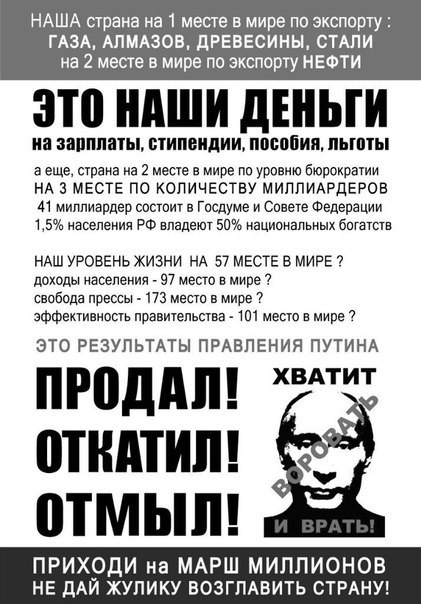 НАША страна на 1 месте в мире по экспорту :
ГАЗА, АЛМАЗОВ, ДРЕВЕСИНЫ, СТАЛИ
на 2 месте в мире по экспорту НЕФТИ
ЭТО НАШИ ДЕНЬГИ
на зарплаты, стипендии, пособия, льготы
а еще, страна на 2 месте в мире по уровню бюрократии
НА 3 МЕСТЕ ПО КОЛИЧЕСТВУ МИЛЛИАРДЕРОВ
41 миллиардер состоит в Госдуме и Совете Федерации
1,5% населения РФ владеют 50% национальных богатств
НАШ УРОВЕНЬ ЖИЗНИ НА 57 МЕСТЕ В МИРЕ ?
доходы населения - 97 место в мире ?
свобода прессы - 173 место в мире ?
эффективность правительства - 101 место в мире ?
ЭТО РЕЗУЛЬТАТЫ ПРАВЛЕНИЯ ПУТИНА
ПРОДАЛ!
ОТКАТИЛ!
ОТМЫЛ!
ХВАТИТ
ВОРОВАТЬ
И ВРАТЬ!
ПРИХОДИ на МАРШ МИЛЛИОНОВ
НЕ ДАЙ ЖУЛИКУ ВОЗГЛАВИТЬ СТРАНУ!